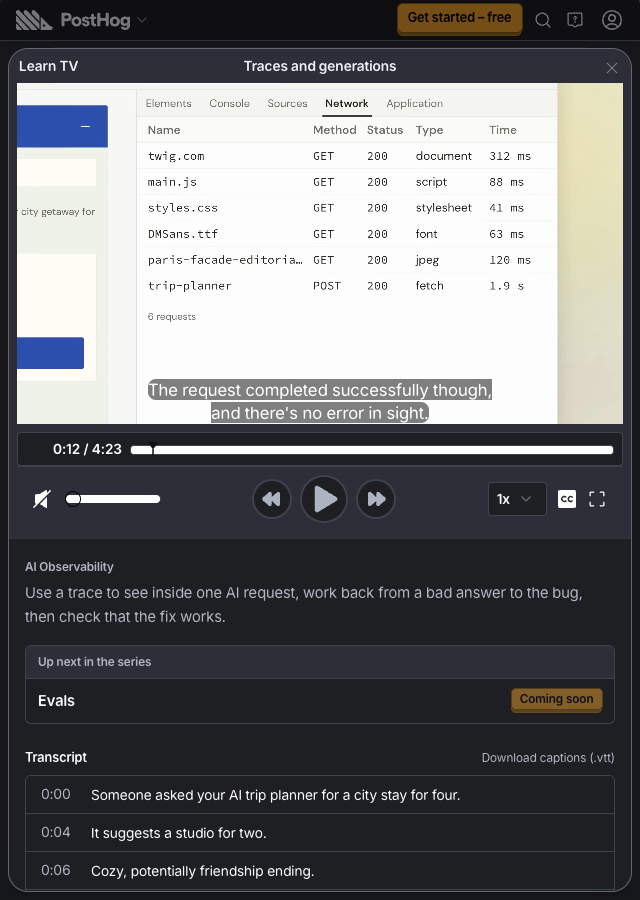 PostHog
Get started – free
Learn TV
Traces and generations
Elements Console Sources Network Application
Name Method Status Type Time
twig.com GET 200 document 312 ms
main.js GET 200 script 88 ms
styles.css GET 200 stylesheet 41 ms
DMSans.ttf GET 200 font 63 ms
paris-facade-editoria… GET 200 jpeg 120 ms
trip-planner POST 200 fetch 1.9 s
6 requests
city getaway for
The request completed successfully though,
and there's no error in sight.
0:12 / 4:23
1x
CC
AI Observability
Use a trace to see inside one AI request, work back from a bad answer to the bug,
then check that the fix works.
Up next in the series
Evals
Coming soon
Transcript
Download captions (.vtt)
0:00 Someone asked your AI trip planner for a city stay for four.
0:04 It suggests a studio for two.
0:06 Cozy, potentially friendship ending.